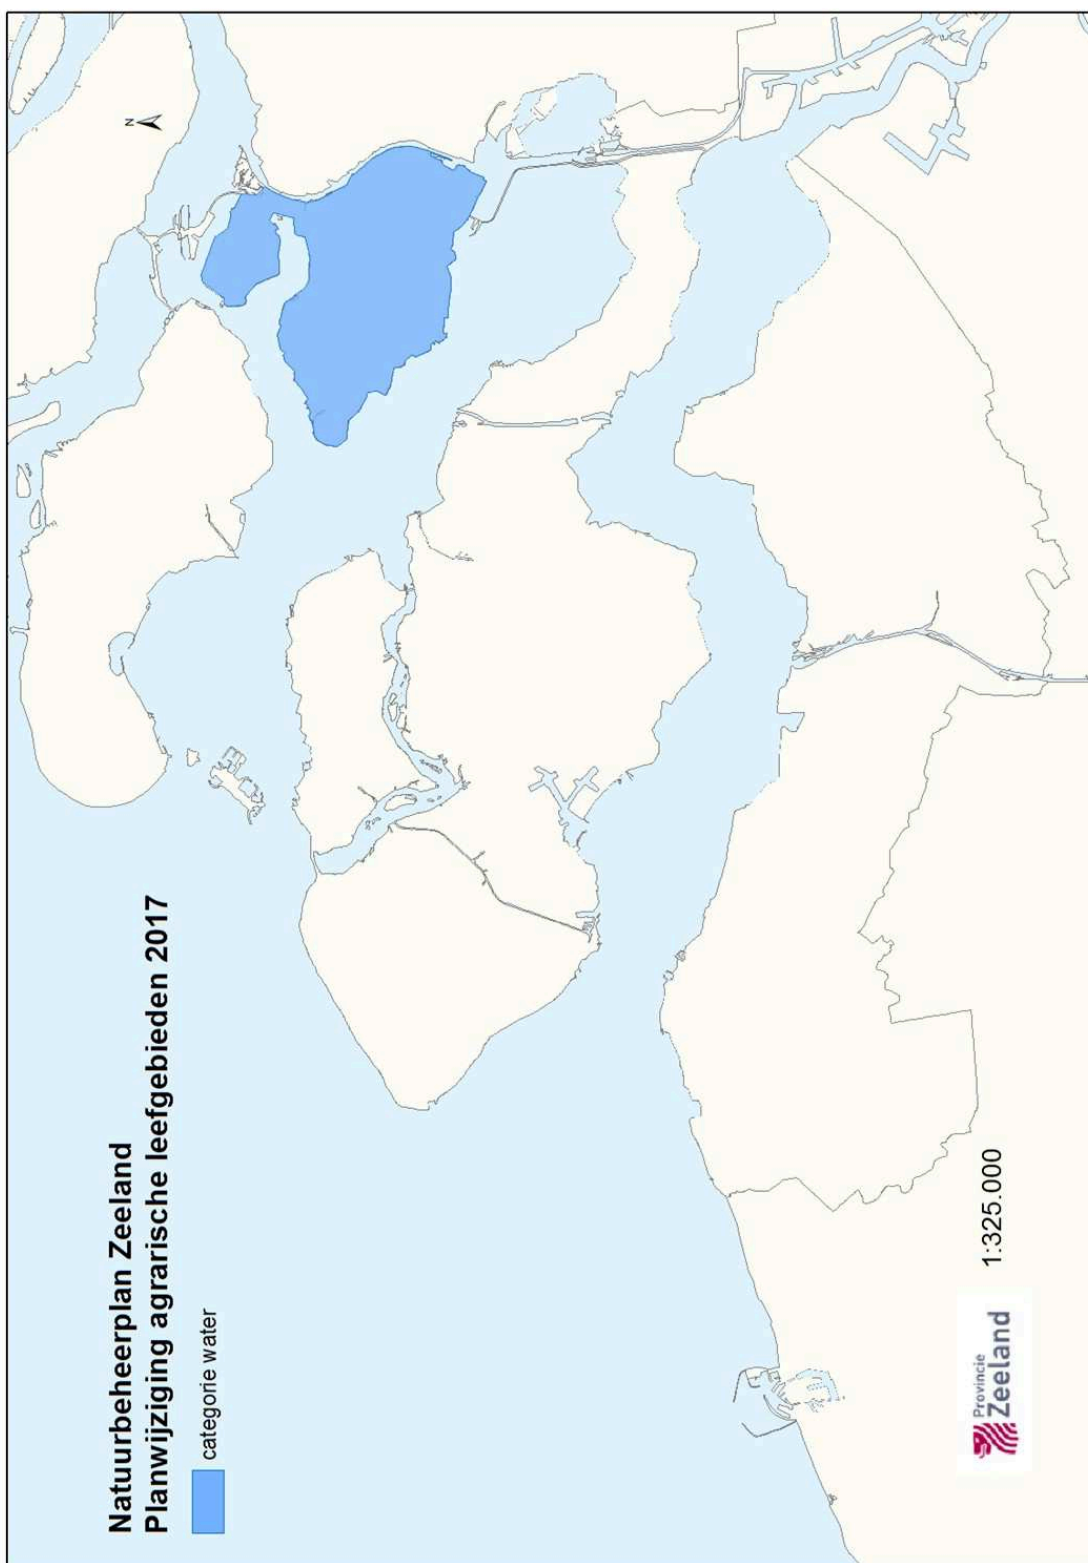 Natuurbeheerplan Zeeland
Planwijziging agrarische leefgebieden 2017
categorie water
N
Provincie
Zeeland
1:325.000